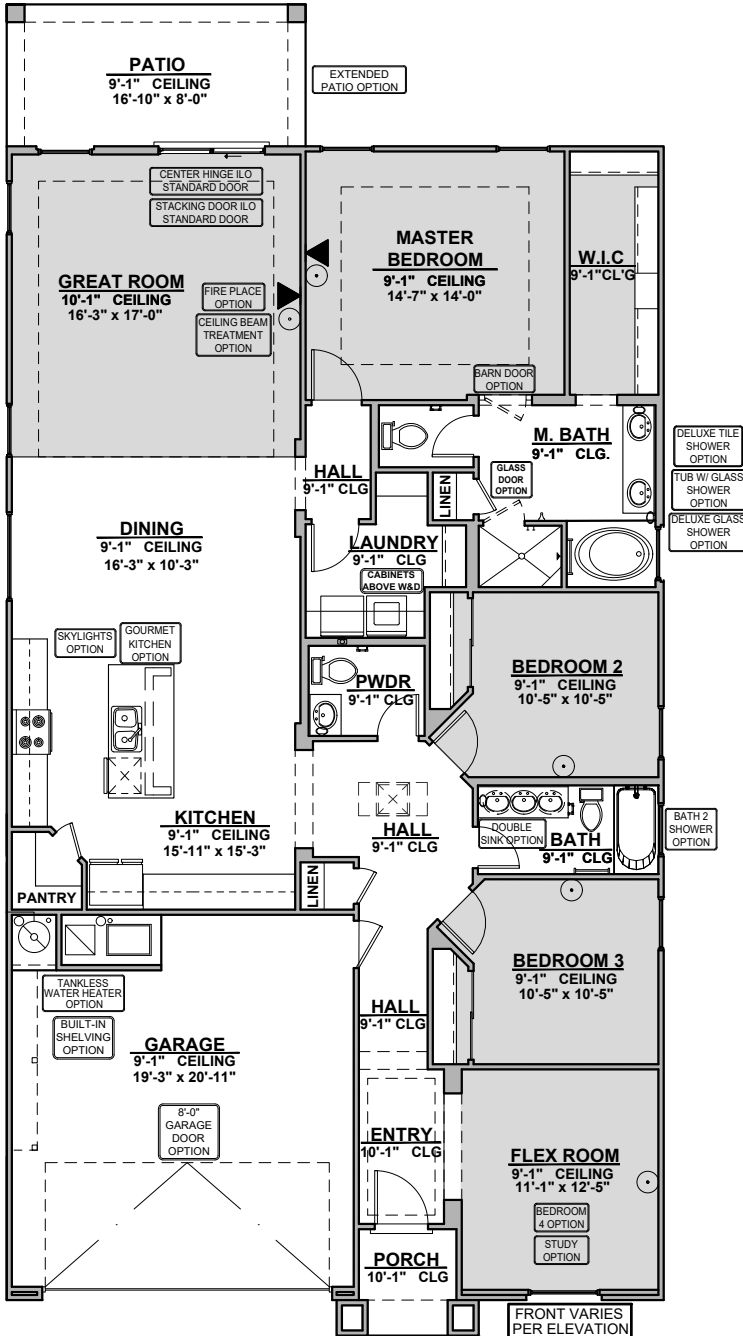 PATIO
9'-1" CEILING
16'-10" x 8'-0"
EXTENDED
PATIO OPTION
CENTER HINGE ILO
STANDARD DOOR
STACKING DOOR ILO
STANDARD DOOR
GREAT ROOM
10'-1" CEILING
16'-3" x 17'-0"
FIRE PLACE
OPTION
CEILING BEAM
TREATMENT
OPTION
MASTER
BEDROOM
9'-1" CEILING
14'-7" x 14'-0"
W.I.C
9'-1"CL'G
BARN DOOR
OPTION
M. BATH
9'-1" CLG.
GLASS
DOOR
OPTION
DELUXE TILE
SHOWER
OPTION
TUB W/ GLASS
SHOWER
OPTION
DELUXE GLASS
SHOWER
OPTION
HALL
9'-1" CLG
LINEN
DINING
9'-1" CEILING
16'-3" x 10'-3"
LAUNDRY
9'-1" CLG
CABINETS
ABOVE W&D
SKYLIGHTS
OPTION
GOURMET
KITCHEN
OPTION
PWDR
9'-1" CLG
BEDROOM 2
9'-1" CEILING
10'-5" x 10'-5"
KITCHEN
9'-1" CEILING
15'-11" x 15'-3"
HALL
9'-1" CLG
DOUBLE
SINK OPTION
BATH
9'-1" CLG
BATH 2
SHOWER
OPTION
PANTRY
LINEN
BEDROOM 3
9'-1" CEILING
10'-5" x 10'-5"
TANKLESS
WATER HEATER
OPTION
BUILT-IN
SHELVING
OPTION
GARAGE
9'-1" CEILING
19'-3" x 20'-11"
HALL
9'-1" CLG
8'-0"
GARAGE
DOOR
OPTION
ENTRY
10'-1" CLG
FLEX ROOM
9'-1" CEILING
11'-1" x 12'-5"
BEDROOM
4 OPTION
STUDY
OPTION
PORCH
10'-1" CLG
FRONT VARIES
PER ELEVATION